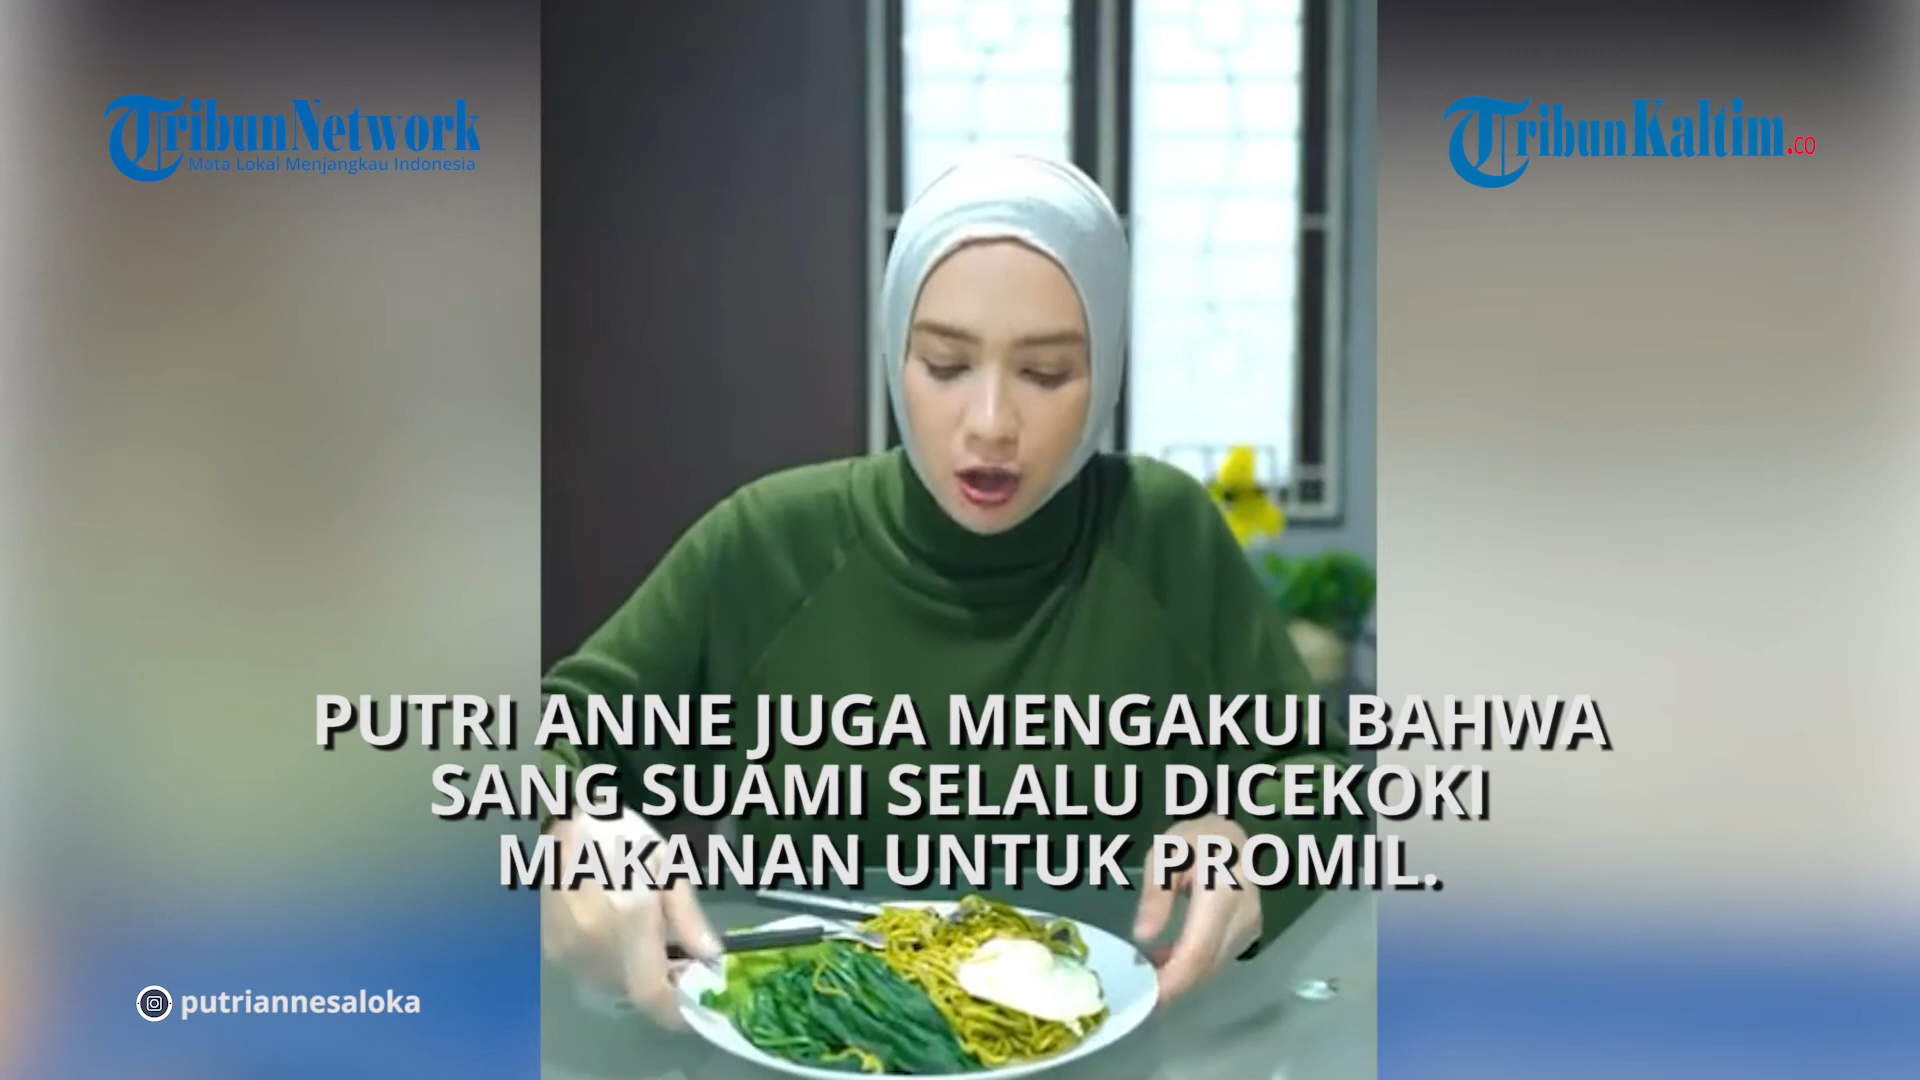 TribunNetwork
Mata Lokal Menjangkau Indonesia
TribunKaltim.co
PUTRI ANNE JUGA MENGAKUI BAHWA
SANG SUAMI SELALU DICEKOKI
MAKANAN UNTUK PROMIL.
putriannesaloka